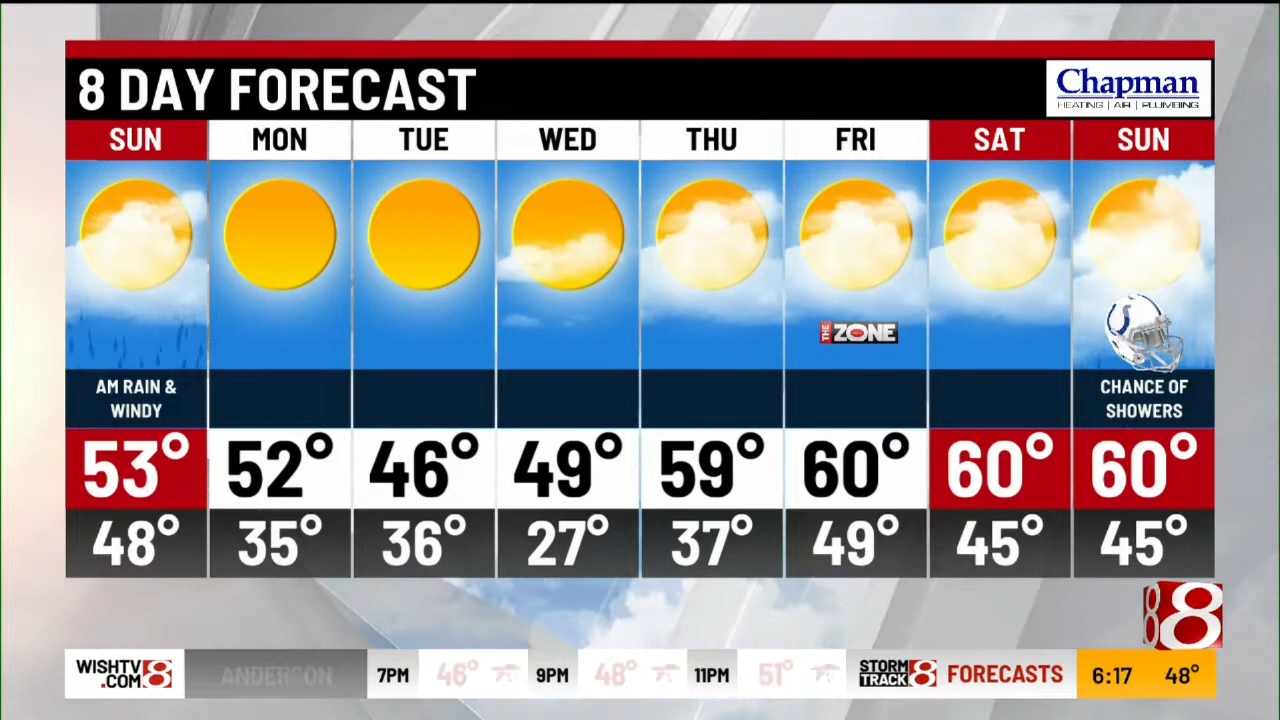 8 DAY FORECAST
Chapman
HEATING | AIR | PLUMBING
SUN MON TUE WED THU FRI SAT SUN
THE ZONE
AM RAIN &
WINDY
CHANCE OF
SHOWERS
53° 52° 46° 49° 59° 60° 60° 60°
48° 35° 36° 27° 37° 49° 45° 45°
8
WISHTV
.COM 8
ANDERSON
7PM 46° 9PM 48° 11PM 51°
STORM
TRACK 8
FORECASTS
6:17 48°